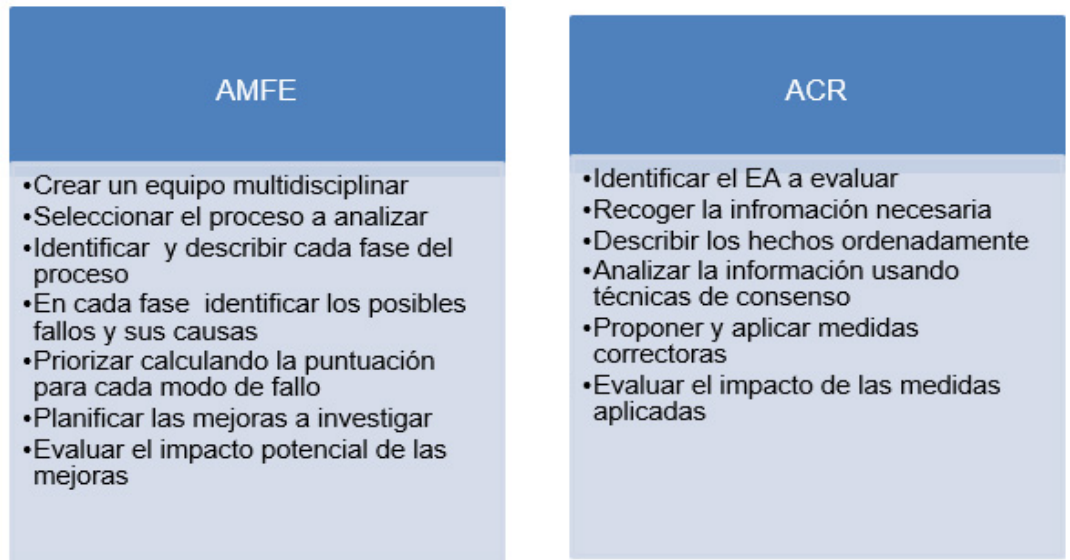 AMFE
•Crear un equipo multidisciplinar
•Seleccionar el proceso a analizar
•Identificar  y describir cada fase del
proceso
•En cada fase  identificar los posibles
fallos y sus causas
•Priorizar calculando la puntuación
para cada modo de fallo
•Planificar las mejoras a investigar
•Evaluar el impacto potencial de las
mejoras
ACR
•Identificar el EA a evaluar
•Recoger la infromación necesaria
•Describir los hechos ordenadamente
•Analizar la información usando
técnicas de consenso
•Proponer y aplicar medidas
correctoras
•Evaluar el impacto de las medidas
aplicadas